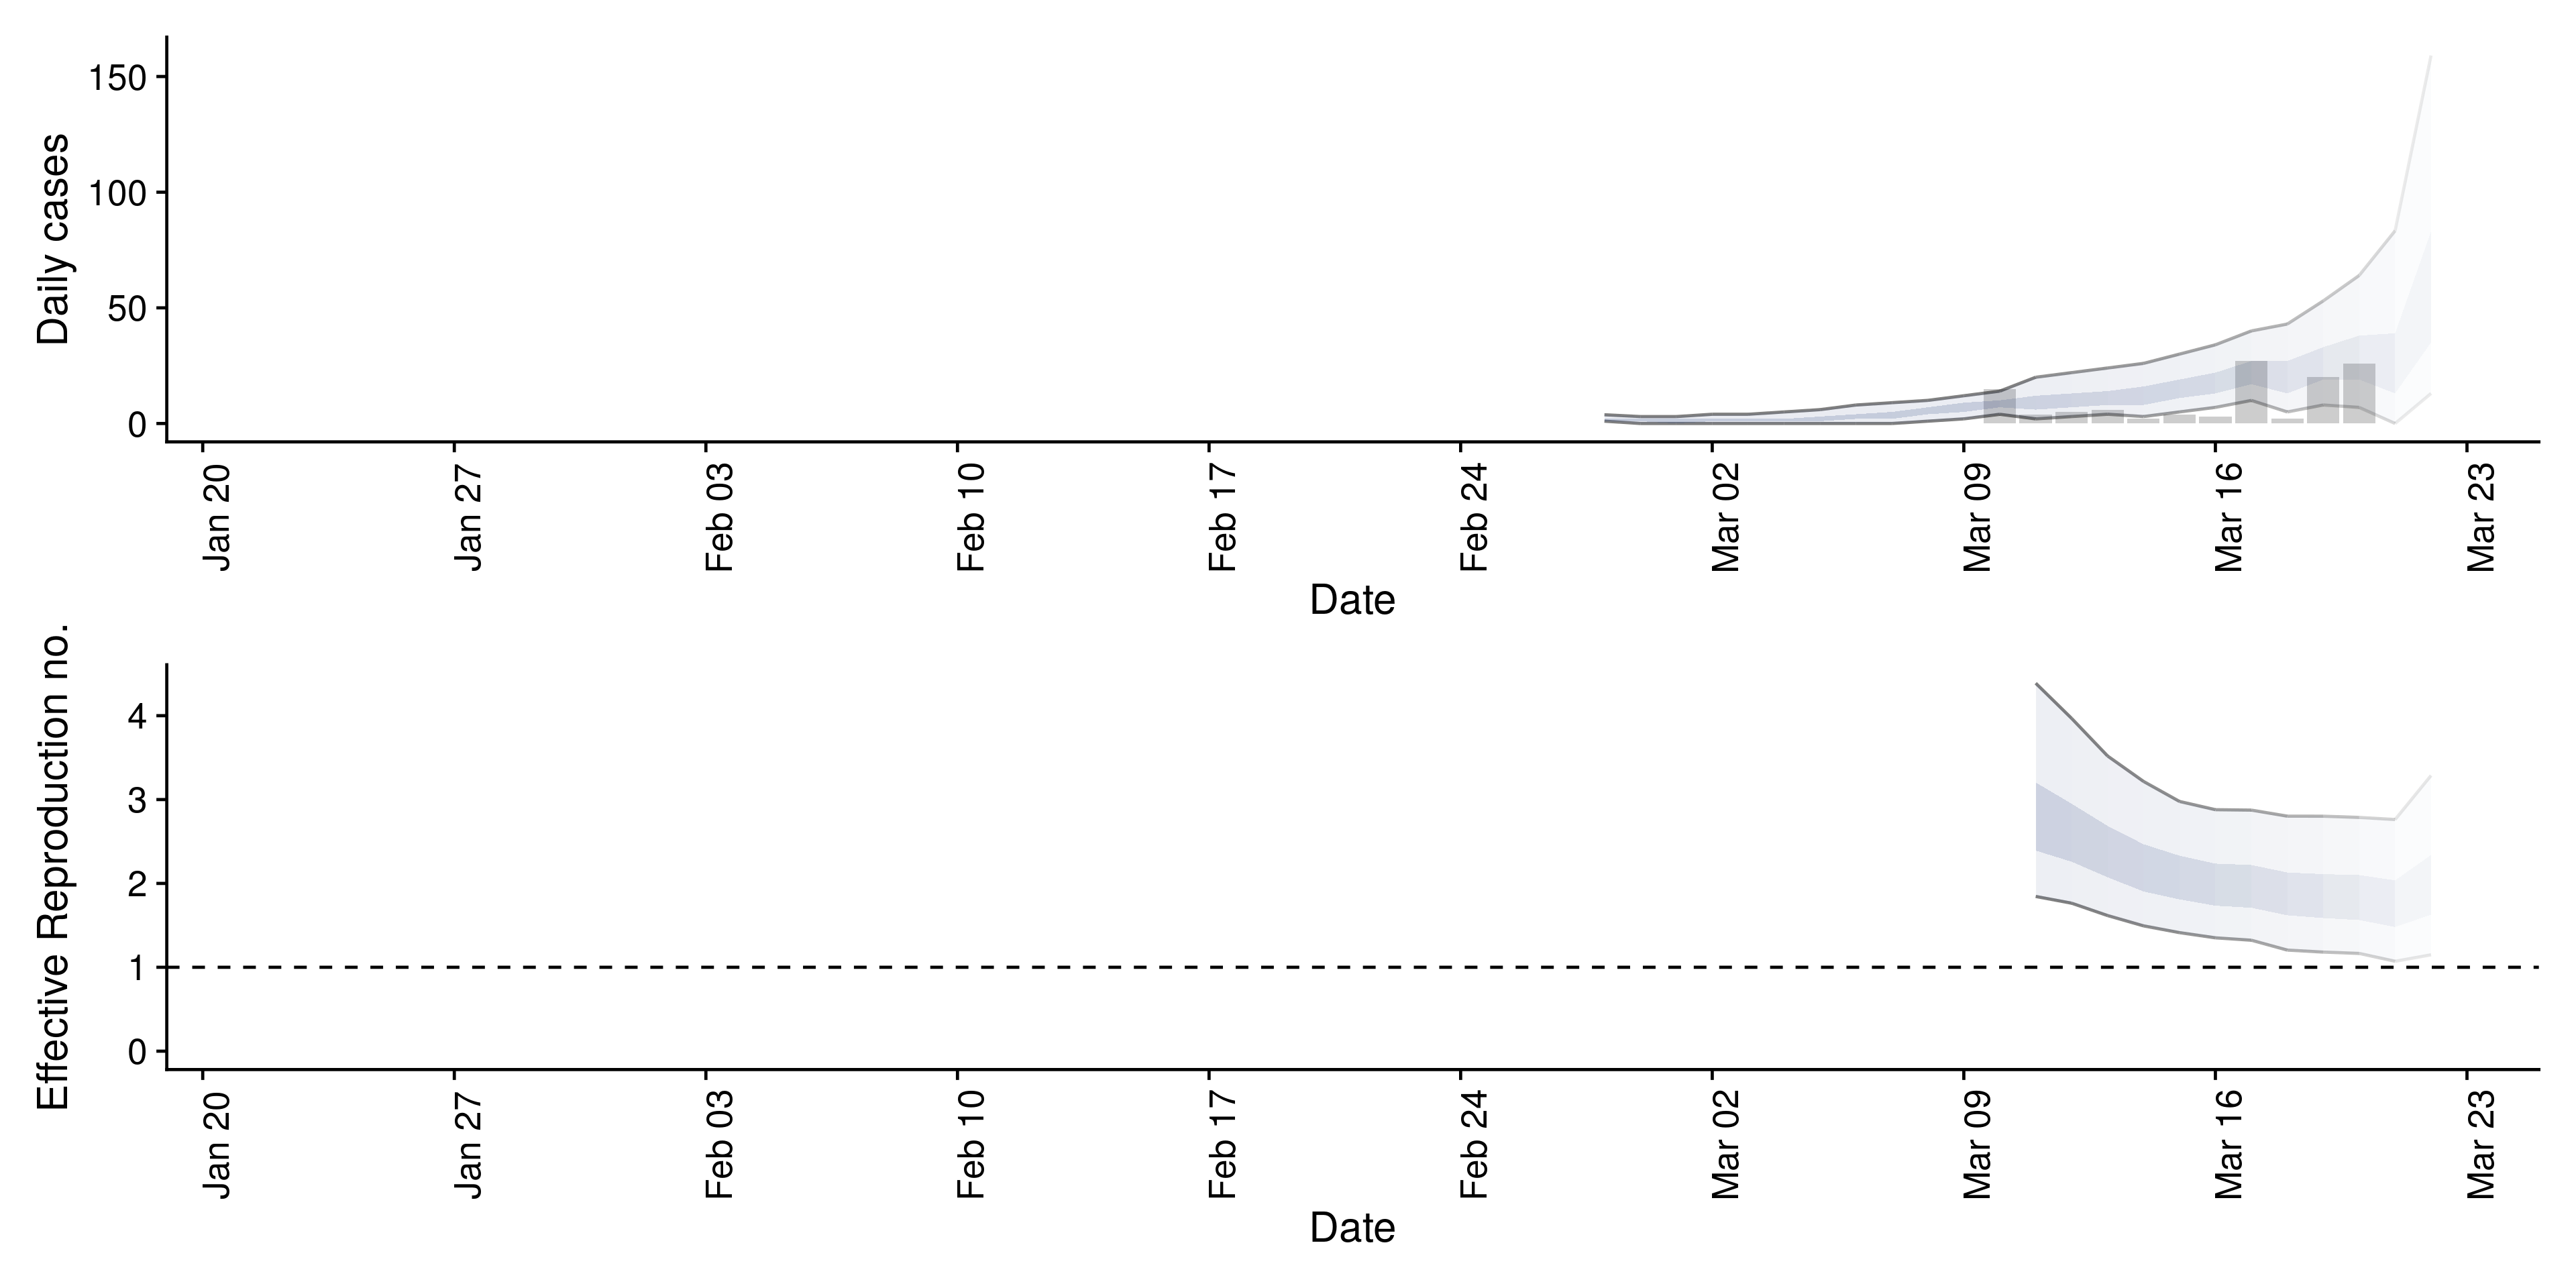 Daily cases
150
100
50
0
Jan 20
Jan 27
Feb 03
Feb 10
Feb 17
Feb 24
Mar 02
Mar 09
Mar 16
Mar 23
Date
Effective Reproduction no.
4
3
2
1
0
Jan 20
Jan 27
Feb 03
Feb 10
Feb 17
Feb 24
Mar 02
Mar 09
Mar 16
Mar 23
Date